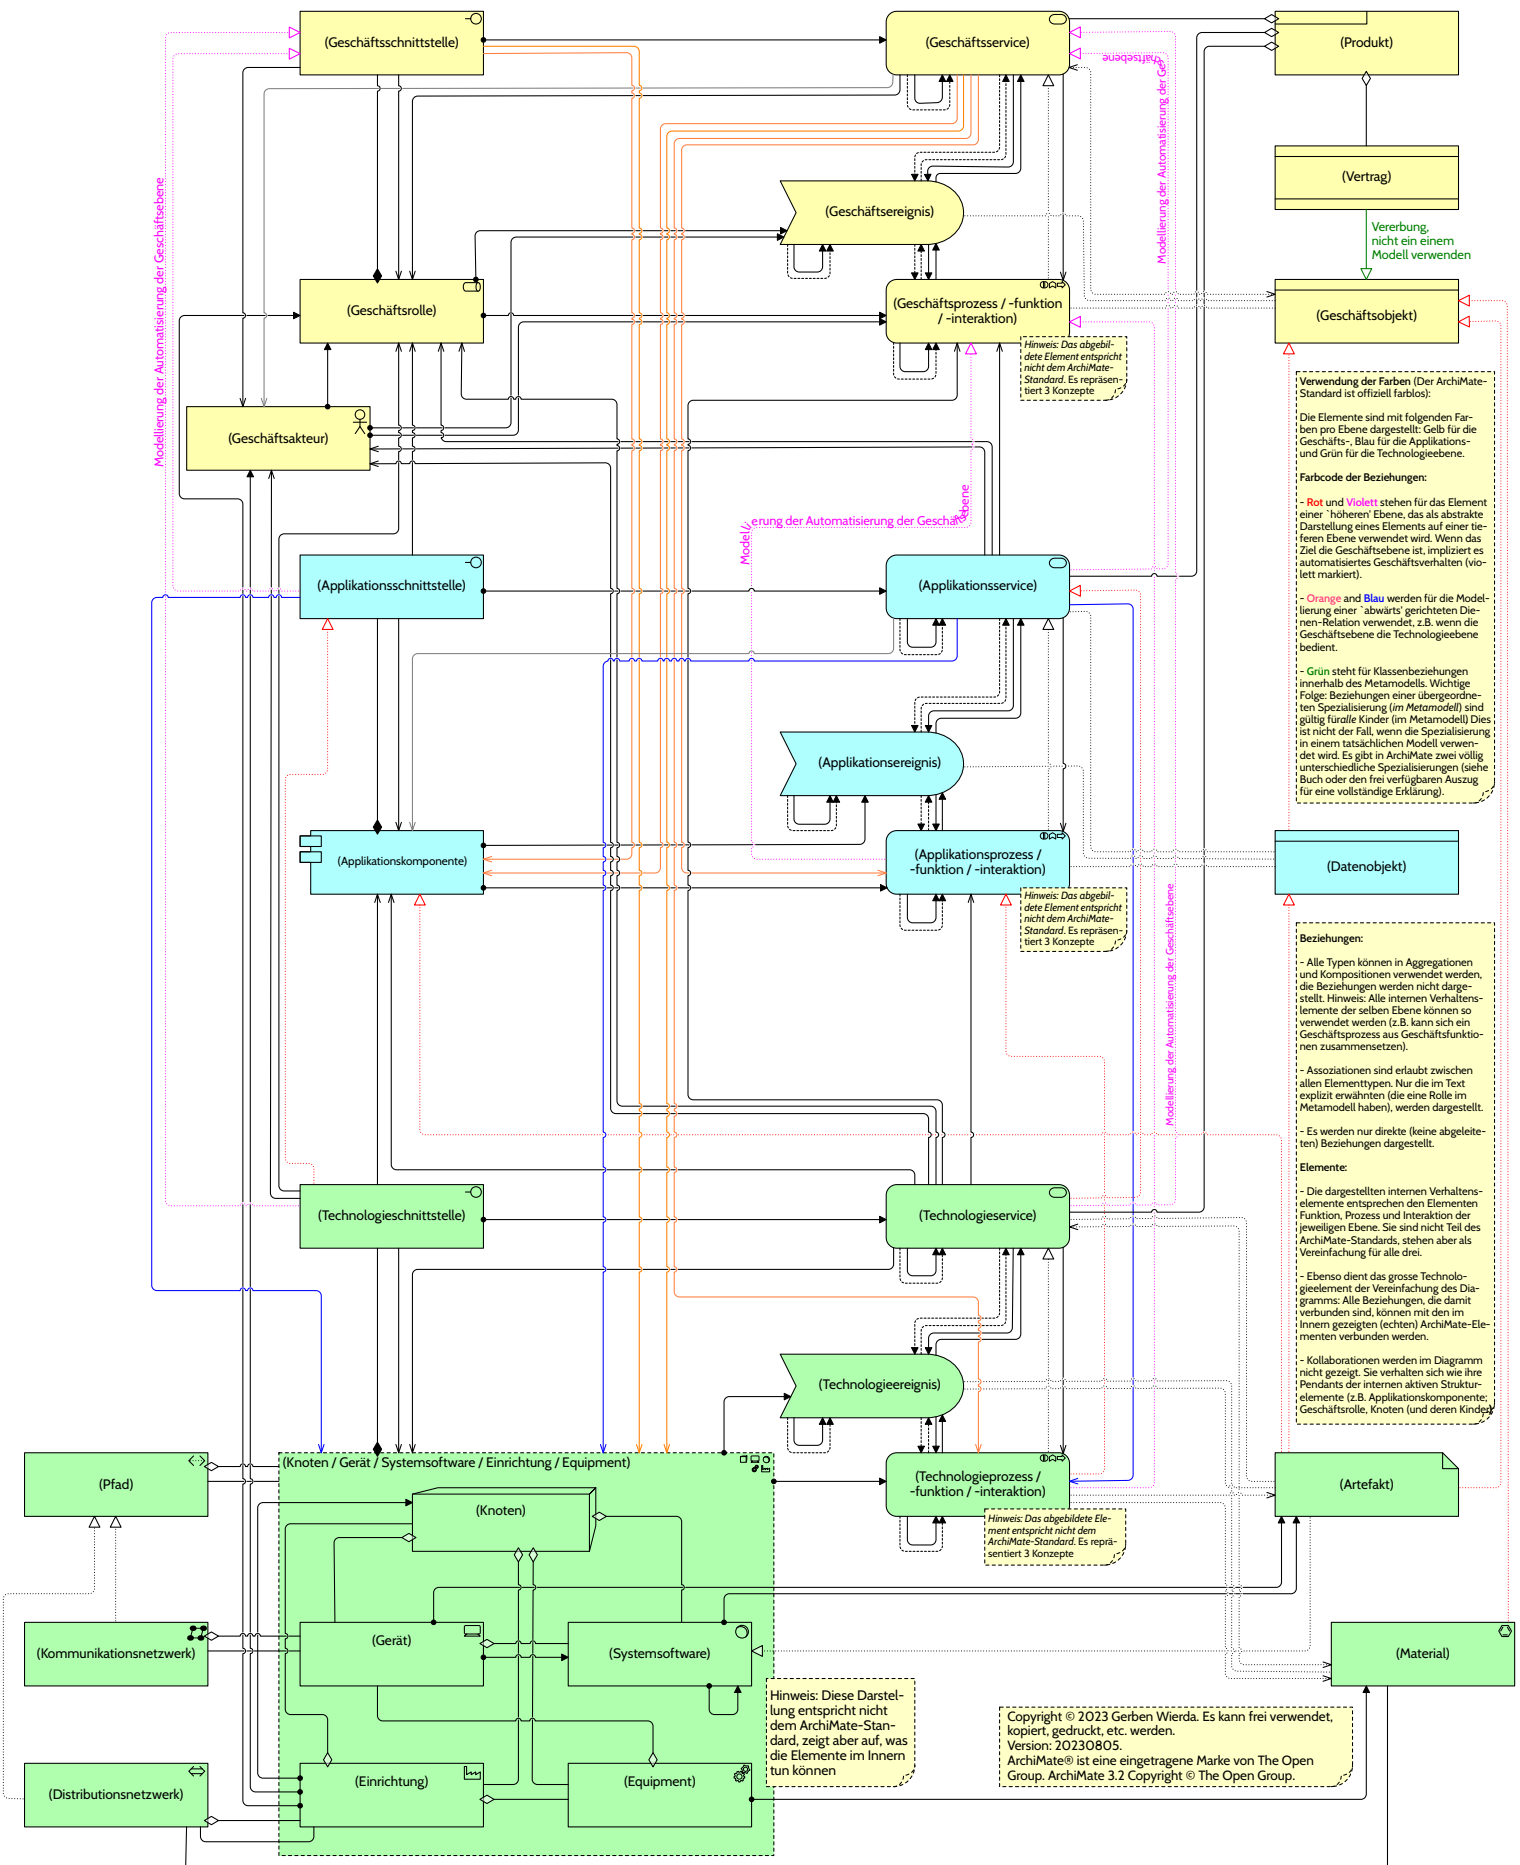 (Geschäftsschnittstelle)
(Geschäftsservice)
(Produkt)
(Vertrag)
Vererbung,
nicht ein einem
Modell verwenden
(Geschäftsereignis)
(Geschäftsrolle)
(Geschäftsprozess / -funktion
/ -interaktion)
(Geschäftsobjekt)
Hinweis: Das abgebil-
dete Element entspricht
nicht dem ArchiMate-
Standard. Es repräsen-
tiert 3 Konzepte
(Geschäftsakteur)
Modellierung der Automatisierung der Geschäftsebene
Modellierung der Automatisierung der Ge
häftsebene
Verwendung der Farben (Der ArchiMate-
Standard ist offiziell farblos):
Die Elemente sind mit folgenden Far-
ben pro Ebene dargestellt: Gelb für die
Geschäfts-, Blau für die Applikations-
und Grün für die Technologieebene.
Farbcode der Beziehungen:
- Rot und Violett stehen für das Element
einer `höheren' Ebene, das als abstrakte
Darstellung eines Elements auf einer tie-
feren Ebene verwendet wird. Wenn das
Ziel die Geschäftsebene ist, impliziert es
automatisiertes Geschäftsverhalten (vio-
lett markiert).
- Orange and Blau werden für die Model-
lierung einer `abwärts' gerichteten Die-
nen-Relation verwendet, z.B. wenn die
Geschäftsebene die Technologieebene
bedient.
- Grün steht für Klassenbeziehungen
innerhalb des Metamodells. Wichtige
Folge: Beziehungen einer übergeordne-
ten Spezialisierung (im Metamodell) sind
gültig füralle Kinder (im Metamodell) Dies
ist nicht der Fall, wenn die Spezialisierung
in einem tatsächlichen Modell verwen-
det wird. Es gibt in ArchiMate zwei völlig
unterschiedliche Spezialisierungen (siehe
Buch oder den frei verfügbaren Auszug
für eine vollständige Erklärung).
Modelli
erung der Automatisierung der Geschäf
ebene
(Applikationsschnittstelle)
(Applikationsservice)
(Applikationsereignis)
(Applikationskomponente)
(Applikationsprozess /
-funktion / -interaktion)
(Datenobjekt)
Hinweis: Das abgebil-
dete Element entspricht
nicht dem ArchiMate-
Standard. Es repräsen-
tiert 3 Konzepte
Modellierung der Automatisierung der Geschäftsebene
Beziehungen:
- Alle Typen können in Aggregationen
und Kompositionen verwendet werden,
die Beziehungen werden nicht darge-
stellt. Hinweis: Alle internen Verhaltens-
lemente der selben Ebene können so
verwendet werden (z.B. kann sich ein
Geschäftsprozess aus Geschäftsfunktio-
nen zusammensetzen).
- Assoziationen sind erlaubt zwischen
allen Elementtypen. Nur die im Text
explizit erwähnten (die eine Rolle im
Metamodell haben), werden dargestellt.
- Es werden nur direkte (keine abgeleite-
ten) Beziehungen dargestellt.
Elemente:
- Die dargestellten internen Verhaltens-
elemente entsprechen den Elementen
Funktion, Prozess und Interaktion der
jeweiligen Ebene. Sie sind nicht Teil des
ArchiMate-Standards, stehen aber als
Vereinfachung für alle drei.
- Ebenso dient das grosse Technolo-
gieelement der Vereinfachung des Dia-
gramms: Alle Beziehungen, die damit
verbunden sind, können mit den im
Innern gezeigten (echten) ArchiMate-Ele-
menten verbunden werden.
- Kollaborationen werden im Diagramm
nicht gezeigt. Sie verhalten sich wie ihre
Pendants der internen aktiven Struktur-
elemente (z.B. Applikationskomponente;
Geschäftsrolle, Knoten (und deren Kinder)
(Technologieschnittstelle)
(Technologieservice)
(Technologieereignis)
(Knoten / Gerät / Systemsoftware / Einrichtung / Equipment)
(Pfad)
(Knoten)
(Technologieprozess /
-funktion / -interaktion)
(Artefakt)
Hinweis: Das abgebildete Ele-
ment entspricht nicht dem
ArchiMate-Standard. Es reprä-
sentiert 3 Konzepte
(Kommunikationsnetzwerk)
(Gerät)
(Systemsoftware)
(Material)
Hinweis: Diese Darstel-
lung entspricht nicht
dem ArchiMate-Stan-
dard, zeigt aber auf, was
die Elemente im Innern
tun können
Copyright © 2023 Gerben Wierda. Es kann frei verwendet,
kopiert, gedruckt, etc. werden.
Version: 20230805.
ArchiMate® ist eine eingetragene Marke von The Open
Group. ArchiMate 3.2 Copyright © The Open Group.
(Distributionsnetzwerk)
(Einrichtung)
(Equipment)